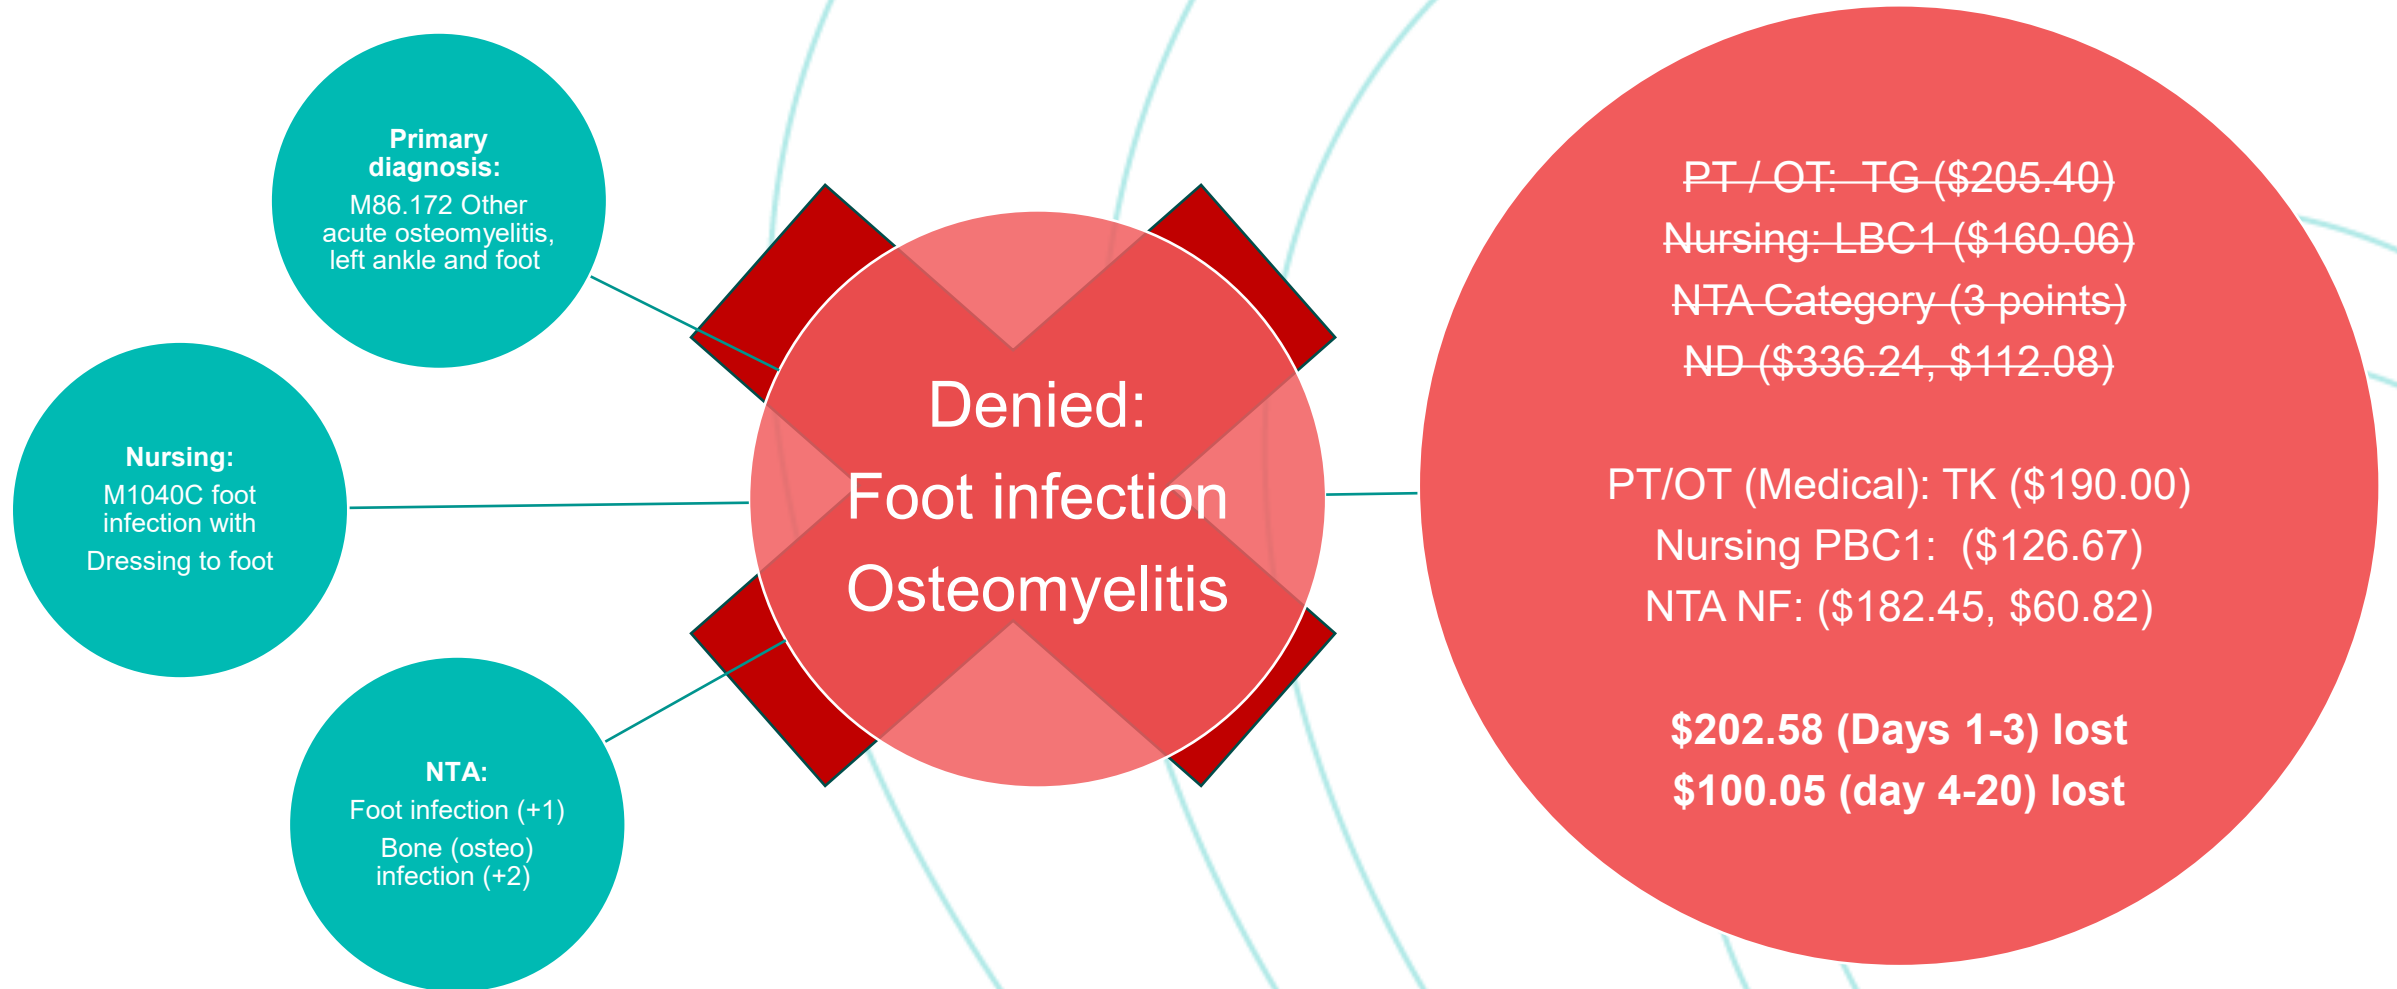 Primary
diagnosis:
M86.172 Other
acute osteomyelitis,
left ankle and foot
Nursing:
M1040C foot
infection with
Dressing to foot
NTA:
Foot infection (+1)
Bone (osteo)
infection (+2)
Denied:
Foot infection
Osteomyelitis
PT / OT:  TG ($205.40)
Nursing: LBC1 ($160.06)
NTA Category (3 points)
ND ($336.24, $112.08)
PT/OT (Medical): TK ($190.00)
Nursing PBC1:  ($126.67)
NTA NF: ($182.45, $60.82)
$202.58 (Days 1-3) lost
$100.05 (day 4-20) lost